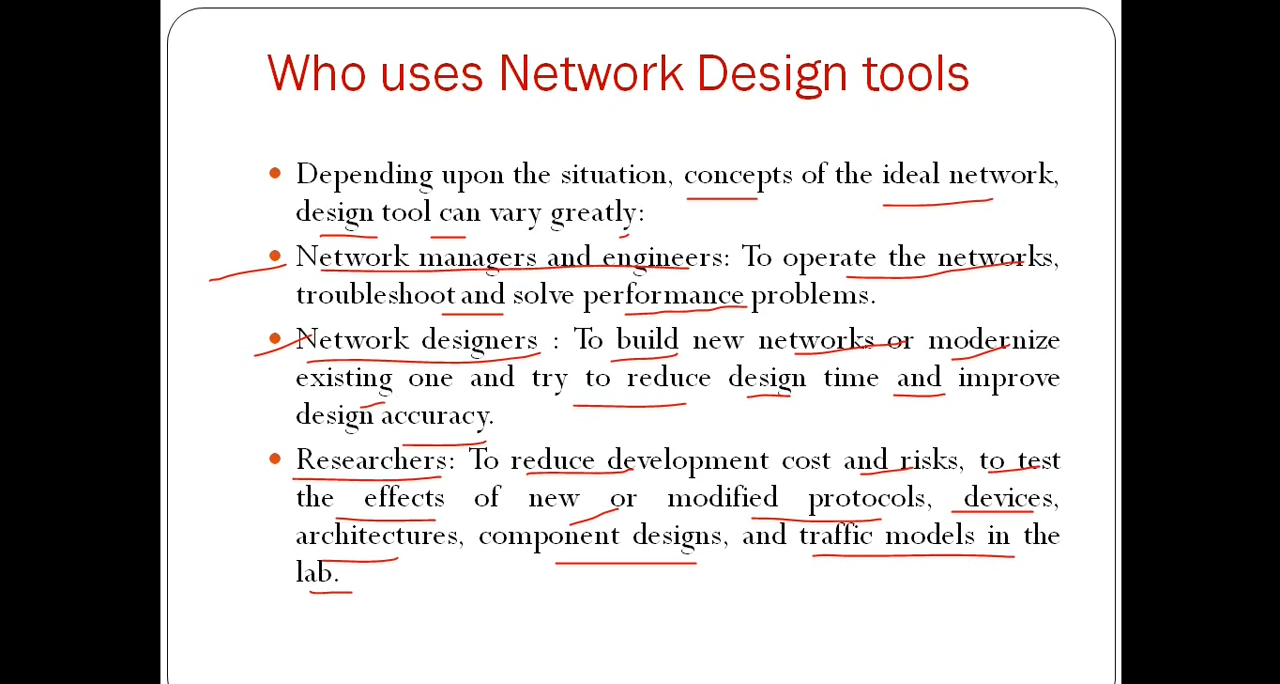 Who uses Network Design tools
• Depending upon the situation, concepts of the ideal network,
design tool can vary greatly:
• Network managers and engineers: To operate the networks,
troubleshoot and solve performance problems.
• Network designers : To build new networks or modernize
existing one and try to reduce design time and improve
design accuracy.
• Researchers: To reduce development cost and risks, to test
the effects of new or modified protocols, devices,
architectures, component designs, and traffic models in the
lab.